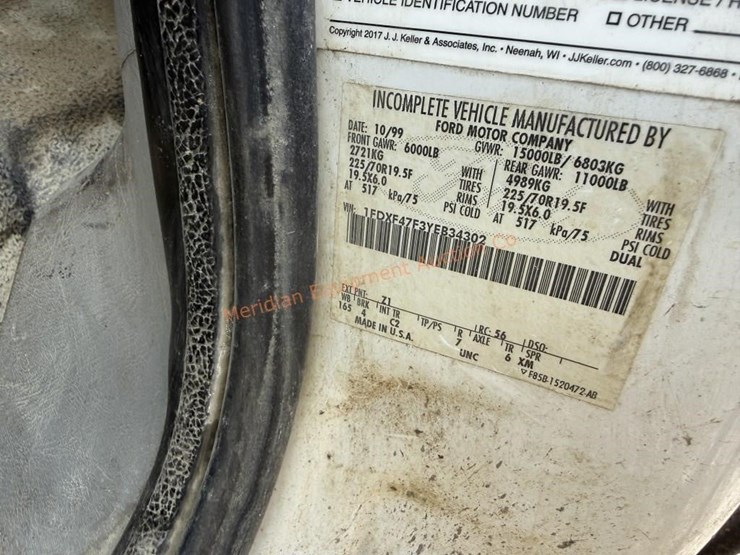 VEHICLE IDENTIFICATION NUMBER
☐ OTHER
Copyright 2017 J. J. Keller & Associates, Inc. • Neenah, WI • JJKeller.com • (800) 327-6868 •
INCOMPLETE VEHICLE MANUFACTURED BY
FORD MOTOR COMPANY
DATE: 10/99 GVWR: 15000LB/ 6803KG
FRONT GAWR: 6000LB REAR GAWR: 11000LB
2721KG WITH 4989KG WITH
225/70R19.5F TIRES 225/70R19.5F TIRES
19.5X6.0 RIMS 19.5X6.0 RIMS
AT 517 kPa/75 PSI COLD AT 517 kPa/75 PSI COLD
DUAL
VIN: 1FDXF47F3YEB34302
EXT PNT: Z1 LRC: 56 DSO:
WB BRK INT TR TP/PS R AXLE TR SPR
165 4 C2 7 6 XM
MADE IN U.S.A. UNC
▽ F85B-1520472-AB
Meridian Equipment Auction Co